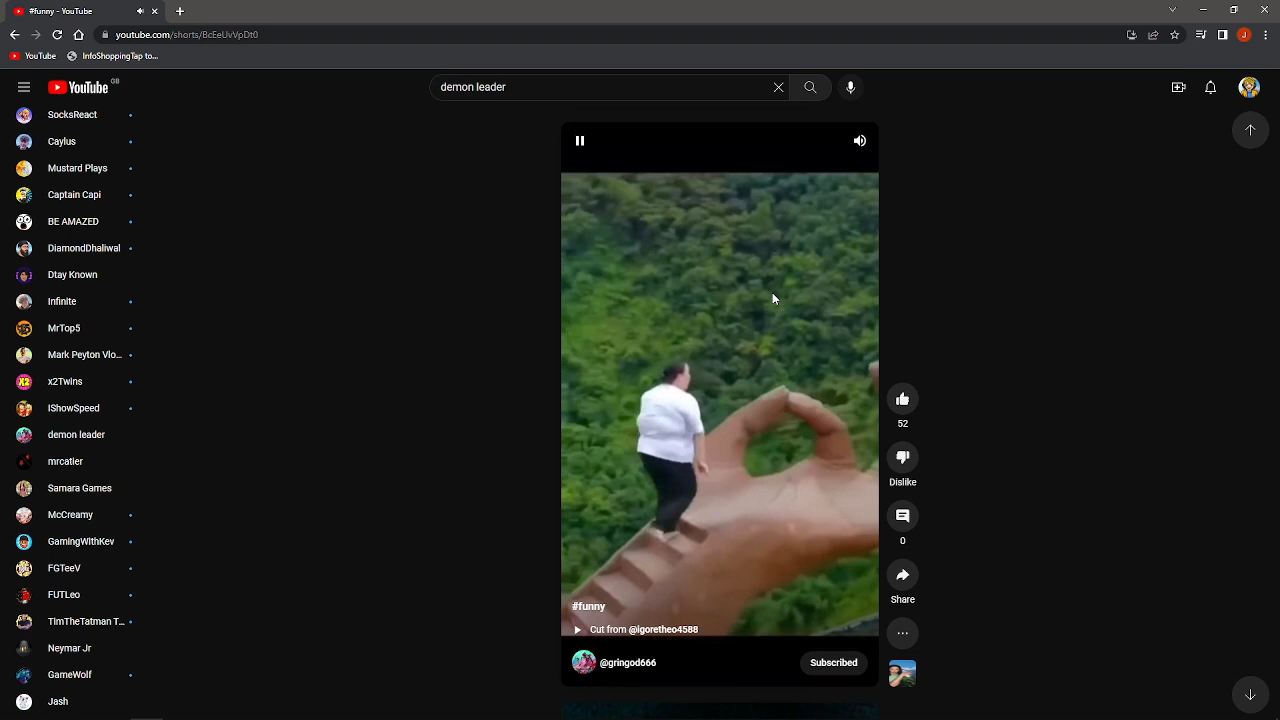 #funny - YouTube
youtube.com/shorts/BcEeUvVpDt0
YouTube
InfoShoppingTap to...
YouTube GB
demon leader
SocksReact
Caylus
Mustard Plays
Captain Capi
BE AMAZED
DiamondDhaliwal
Dtay Known
Infinite
MrTop5
Mark Peyton Vlo...
x2Twins
IShowSpeed
demon leader
mrcatier
Samara Games
McCreamy
GamingWithKev
FGTeeV
FUTLeo
TimTheTatman T...
Neymar Jr
GameWolf
Jash
#funny
Cut from @igoretheo4588
@gringod666
Subscribed
52
Dislike
0
Share
J
X2